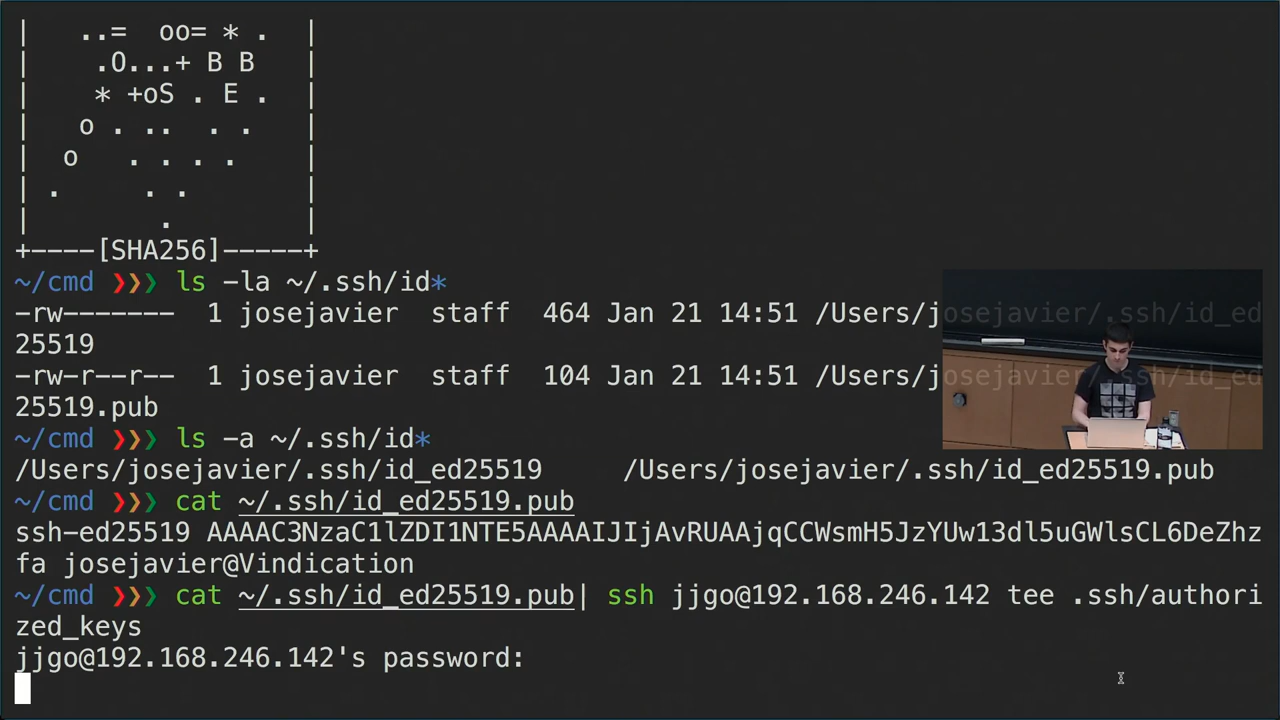 |   ..=  oo= * .  |
|    .O...+ B B   |
|    * +oS . E .  |
|   o . ..  . .   |
|  o   . . . .    |
| .     . .       |
|        .        |
+----[SHA256]-----+
~/cmd ❯❯❯ ls -la ~/.ssh/id*
-rw------- 1 josejavier staff 464 Jan 21 14:51 /Users/josejavier/.ssh/id_ed
25519
-rw-r--r-- 1 josejavier staff 104 Jan 21 14:51 /Users/josejavier/.ssh/id_ed
25519.pub
~/cmd ❯❯❯ ls -a ~/.ssh/id*
/Users/josejavier/.ssh/id_ed25519 /Users/josejavier/.ssh/id_ed25519.pub
~/cmd ❯❯❯ cat ~/.ssh/id_ed25519.pub
ssh-ed25519 AAAAC3NzaC1lZDI1NTE5AAAAIJIjAvRUAAjqCCWsmH5JzYUw13dl5uGWlsCL6DeZhz
fa josejavier@Vindication
~/cmd ❯❯❯ cat ~/.ssh/id_ed25519.pub| ssh jjgo@192.168.246.142 tee .ssh/authori
zed_keys
jjgo@192.168.246.142's password: